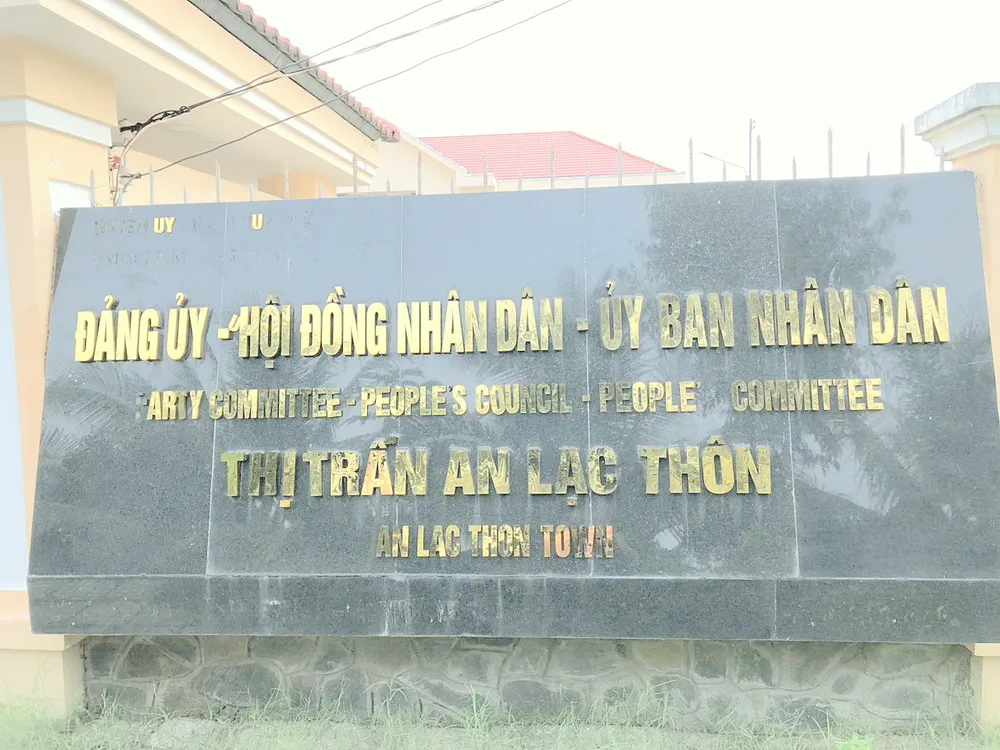 UY U
ĐẢNG ỦY - HỘI ĐỒNG NHÂN DÂN - ỦY BAN NHÂN DÂN
ARTY COMMITTEE - PEOPLE'S COUNCIL - PEOPLE' COMMITTEE
THỊ TRẤN AN LẠC THÔN
AN LAC THON TOWN